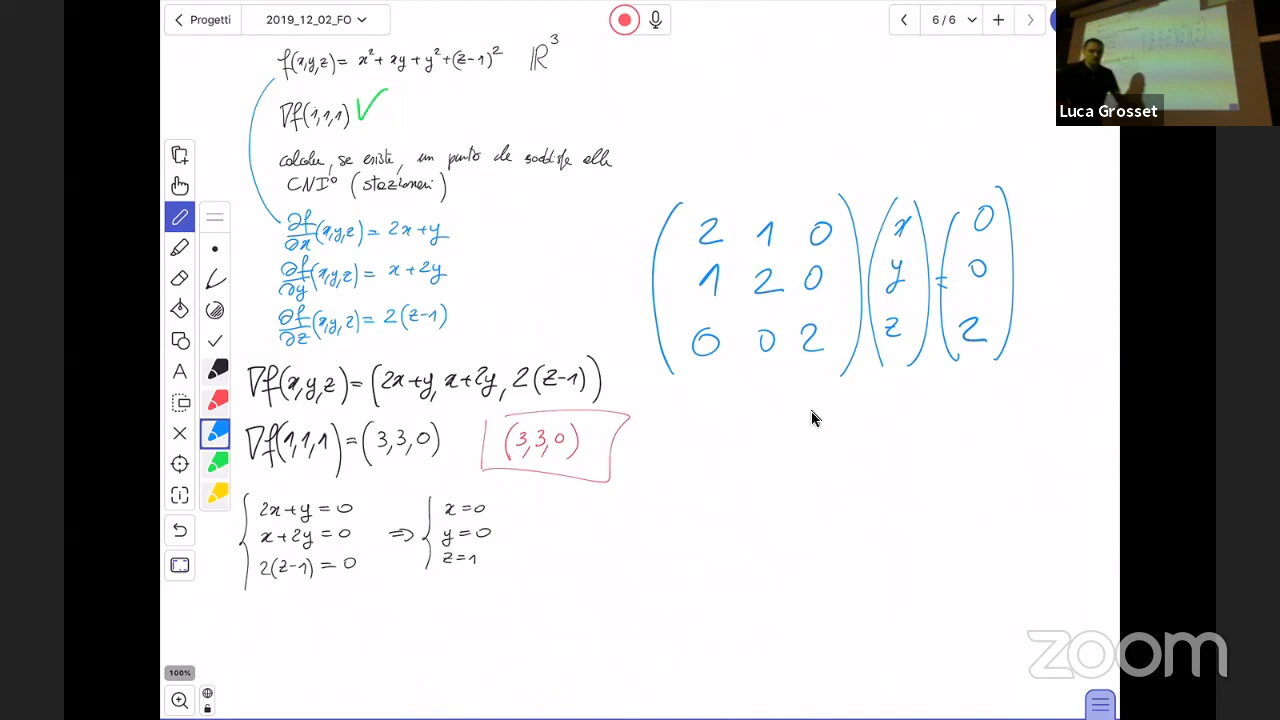 Progetti
2019_12_02_FO
6 / 6
Luca Grosset
f(x,y,z) = x² + xy + y² + (z-1)² ℝ³
∇f(1,1,1) ✓
calcolu, se existe, un punto che soddisfa alle
CNI° (stazionari)
∂f/∂x (x,y,z) = 2x+y
∂f/∂y (x,y,z) = x+2y
∂f/∂z (x,y,z) = 2(z-1)
∇f(x,y,z) = (2x+y, x+2y, 2(z-1))
∇f(1,1,1) = (3,3,0) (3,3,0)
2x+y = 0 ⇒ x=0
x+2y = 0 y=0
2(z-1) = 0 z=1
2 1 0 x 0
1 2 0 y = 0
0 0 2 z 2
A
100%
zoom